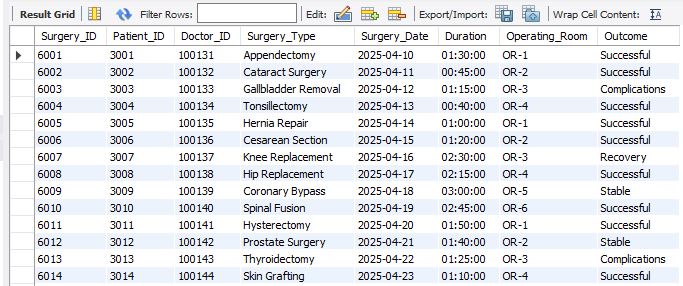 Result Grid Filter Rows: Edit: Export/Import: Wrap Cell Content:
Surgery_ID Patient_ID Doctor_ID Surgery_Type Surgery_Date Duration Operating_Room Outcome
6001 3001 100131 Appendectomy 2025-04-10 01:30:00 OR-1 Successful
6002 3002 100132 Cataract Surgery 2025-04-11 00:45:00 OR-2 Successful
6003 3003 100133 Gallbladder Removal 2025-04-12 01:15:00 OR-3 Complications
6004 3004 100134 Tonsillectomy 2025-04-13 00:40:00 OR-4 Successful
6005 3005 100135 Hernia Repair 2025-04-14 01:00:00 OR-1 Successful
6006 3006 100136 Cesarean Section 2025-04-15 01:20:00 OR-2 Successful
6007 3007 100137 Knee Replacement 2025-04-16 02:30:00 OR-3 Recovery
6008 3008 100138 Hip Replacement 2025-04-17 02:15:00 OR-4 Successful
6009 3009 100139 Coronary Bypass 2025-04-18 03:00:00 OR-5 Stable
6010 3010 100140 Spinal Fusion 2025-04-19 02:45:00 OR-6 Successful
6011 3011 100141 Hysterectomy 2025-04-20 01:50:00 OR-1 Successful
6012 3012 100142 Prostate Surgery 2025-04-21 01:40:00 OR-2 Stable
6013 3013 100143 Thyroidectomy 2025-04-22 01:25:00 OR-3 Complications
6014 3014 100144 Skin Grafting 2025-04-23 01:10:00 OR-4 Successful